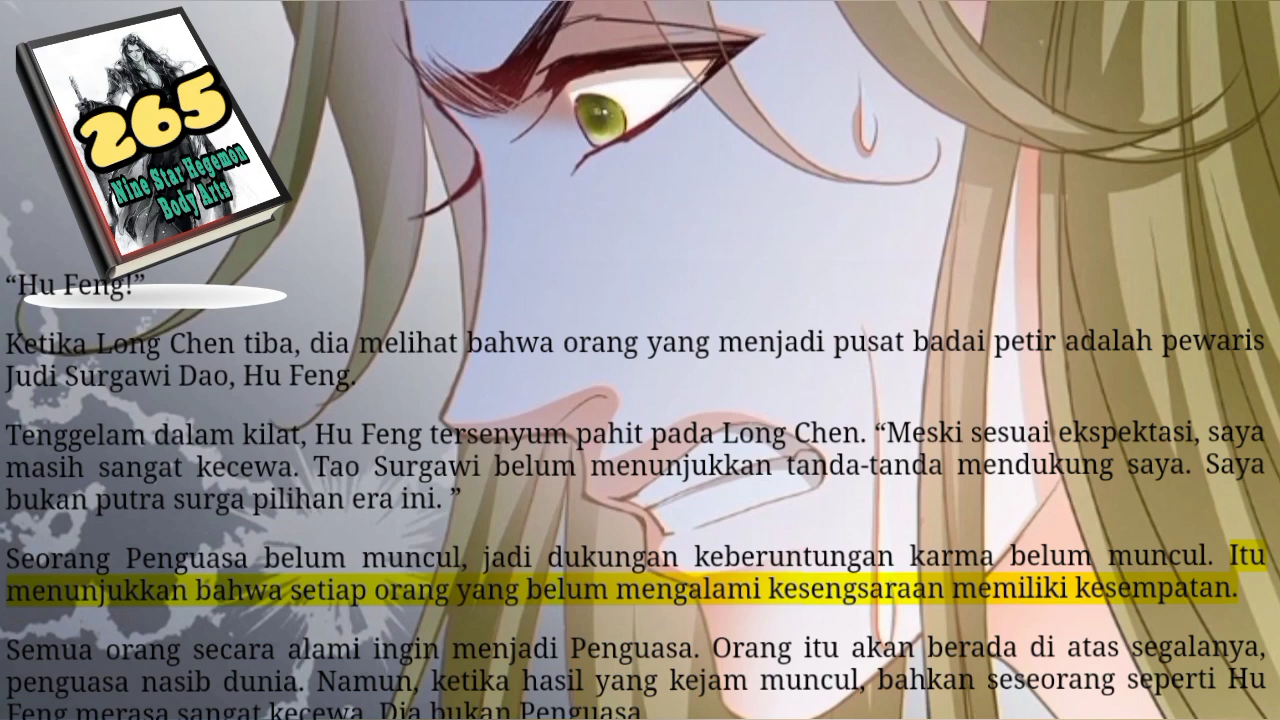 265
Nine Star Hegemon
Body Arts
“Hu Feng!”
Ketika Long Chen tiba, dia melihat bahwa orang yang menjadi pusat badai petir adalah pewaris
Judi Surgawi Dao, Hu Feng.
Tenggelam dalam kilat, Hu Feng tersenyum pahit pada Long Chen. “Meski sesuai ekspektasi, saya
masih sangat kecewa. Tao Surgawi belum menunjukkan tanda-tanda mendukung saya. Saya
bukan putra surga pilihan era ini. ”
Seorang Penguasa belum muncul, jadi dukungan keberuntungan karma belum muncul. Itu
menunjukkan bahwa setiap orang yang belum mengalami kesengsaraan memiliki kesempatan.
Semua orang secara alami ingin menjadi Penguasa. Orang itu akan berada di atas segalanya,
penguasa nasib dunia. Namun, ketika hasil yang kejam muncul, bahkan seseorang seperti Hu
Feng merasa sangat kecewa. Dia bukan Penguasa